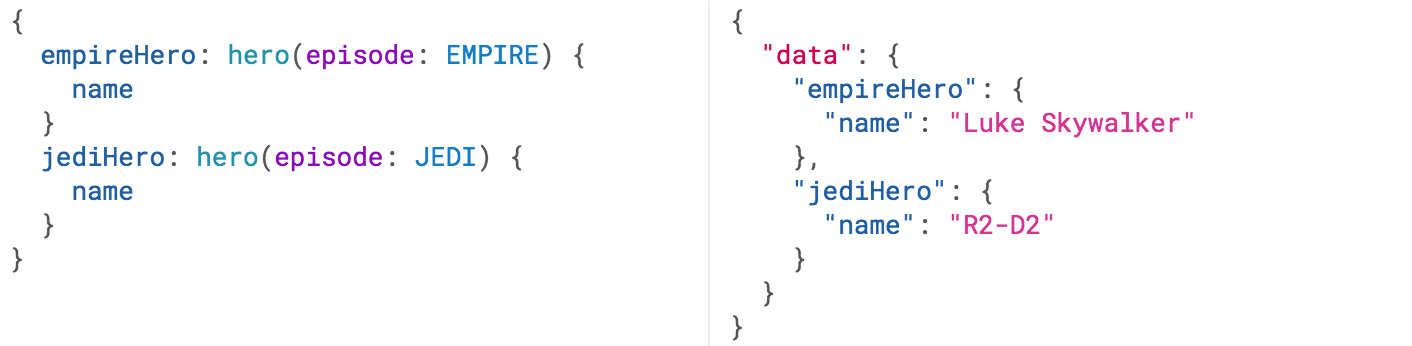 {
  empireHero: hero(episode: EMPIRE) {
    name
  }
  jediHero: hero(episode: JEDI) {
    name
  }
}
{
  "data": {
    "empireHero": {
      "name": "Luke Skywalker"
    },
    "jediHero": {
      "name": "R2-D2"
    }
  }
}